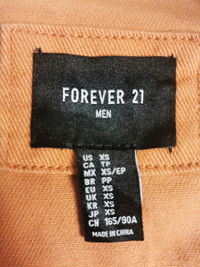 FOREVER 21
MEN
US XS
CA TP
MX XS/EP
BR PP
EU XS
UK XS
KR XS
JP XS
CN 165/90A
MADE IN CHINA